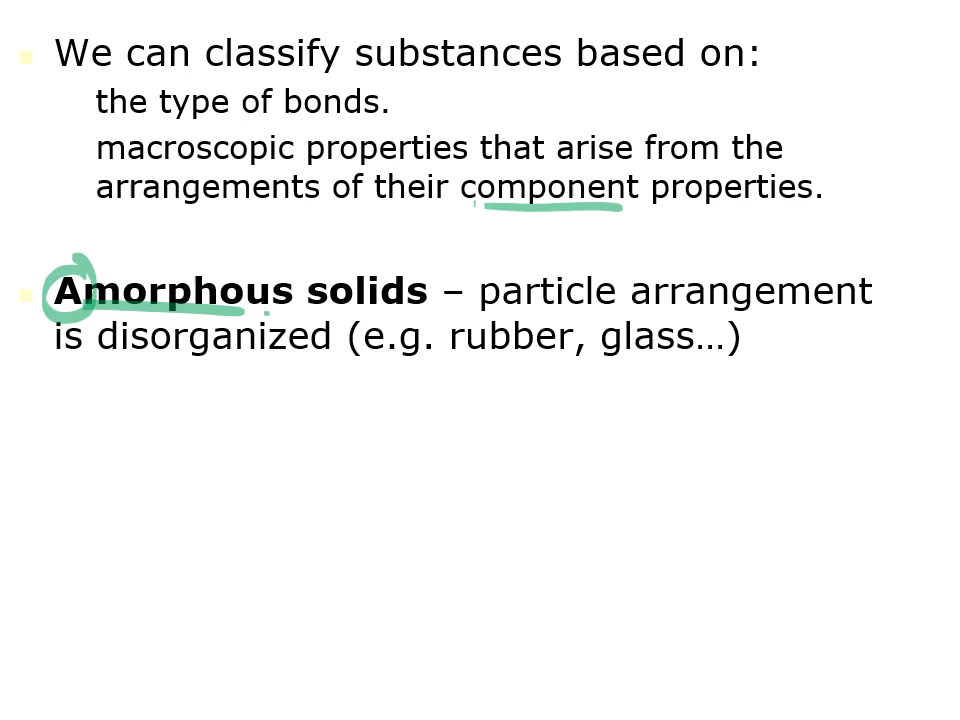 We can classify substances based on:
the type of bonds.
macroscopic properties that arise from the
arrangements of their component properties.
Amorphous solids – particle arrangement
is disorganized (e.g. rubber, glass…)